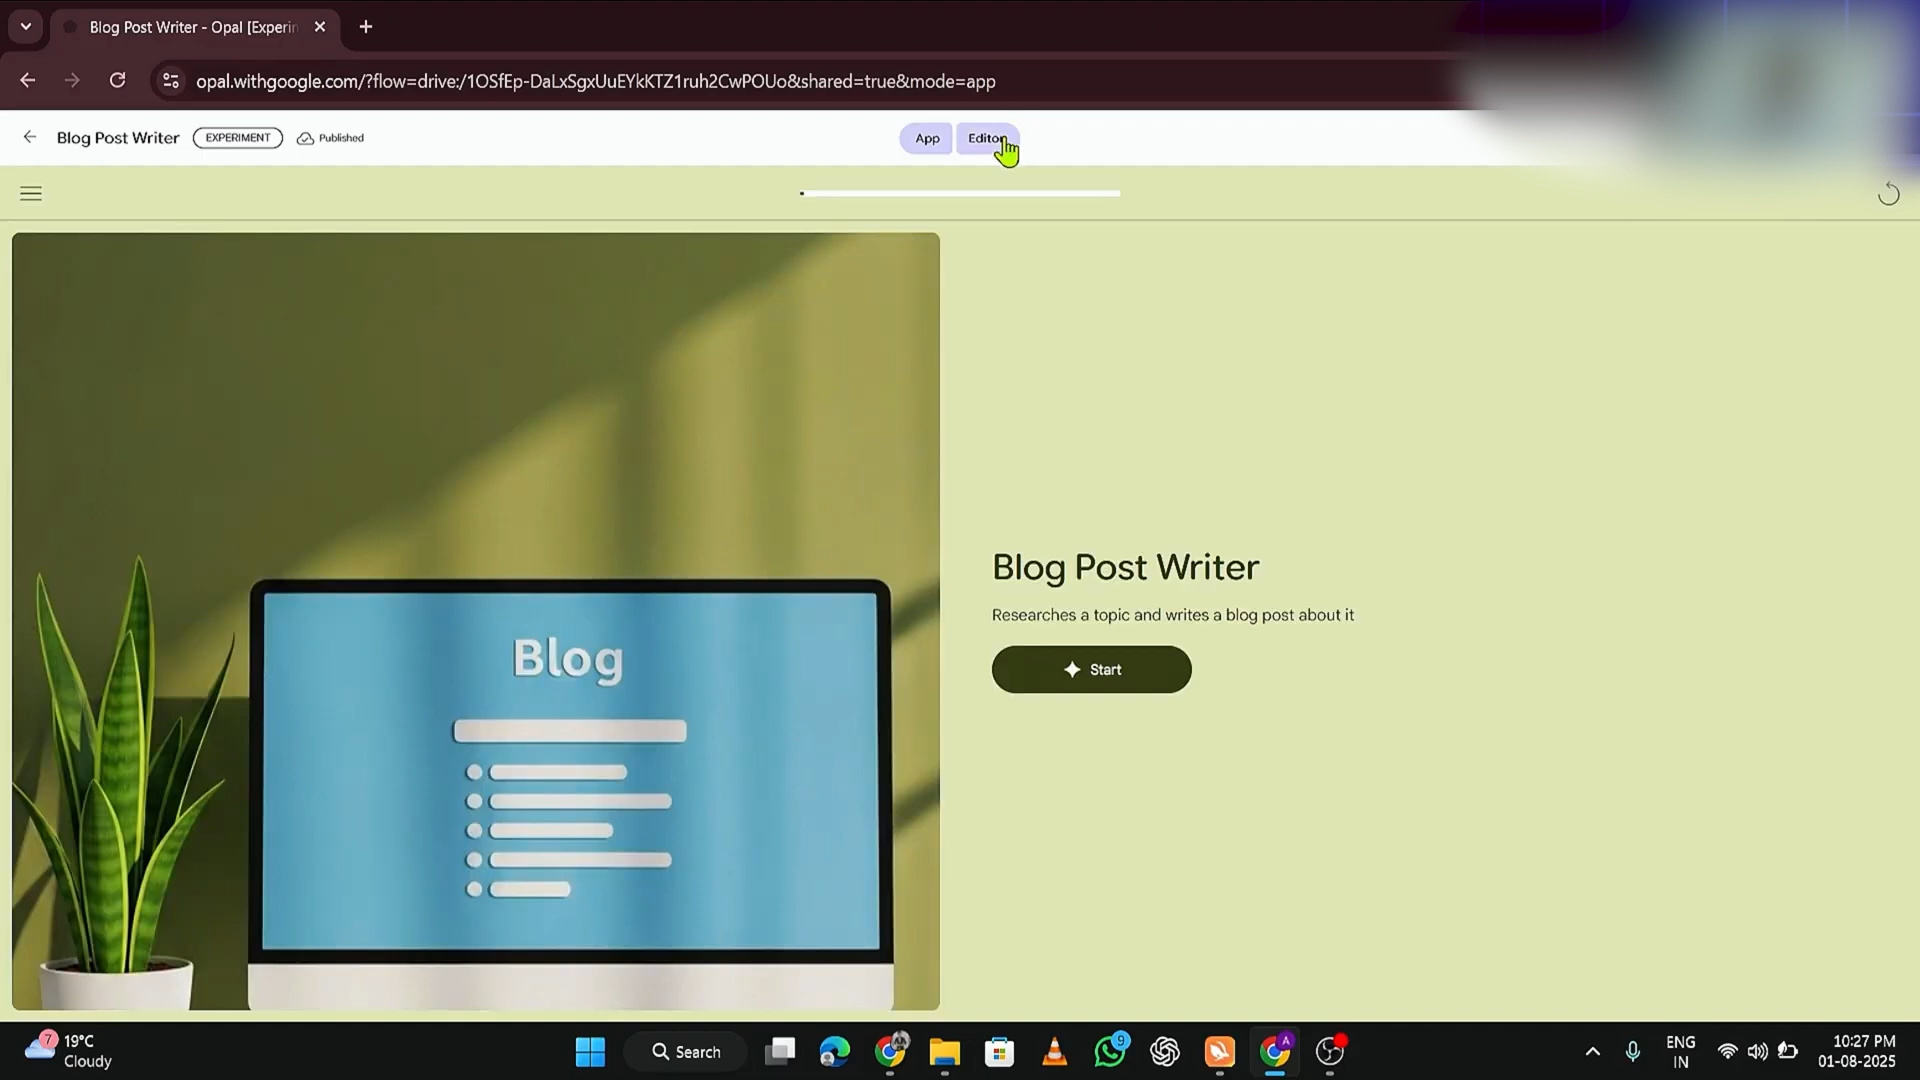 Blog Post Writer - Opal [Experin
opal.withgoogle.com/?flow=drive:/1OSfEp-DaLxSgxUuEYkKTZ1ruh2CwPOUo&shared=true&mode=app
Blog Post Writer EXPERIMENT Published App Editor
Blog
Blog Post Writer
Researches a topic and writes a blog post about it
Start
7
19°C
Cloudy
Search
9
A
ENG
IN
10:27 PM
01-08-2025